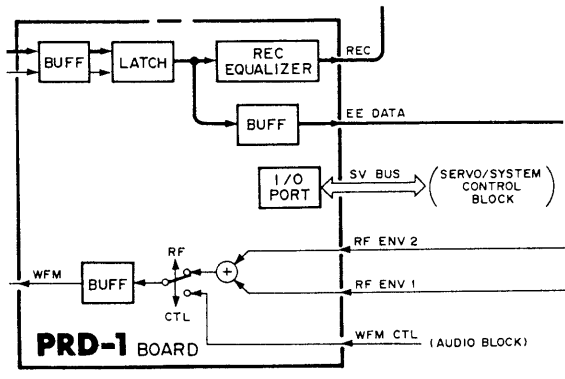 BUFF
LATCH
REC
EQUALIZER
REC
BUFF
EE DATA
I/O
PORT
SV BUS
(SERVO/SYSTEM
CONTROL
BLOCK)
RF ENV 2
RF
+
WFM
BUFF
RF ENV 1
CTL
PRD-1 BOARD
WFM CTL (AUDIO BLOCK)